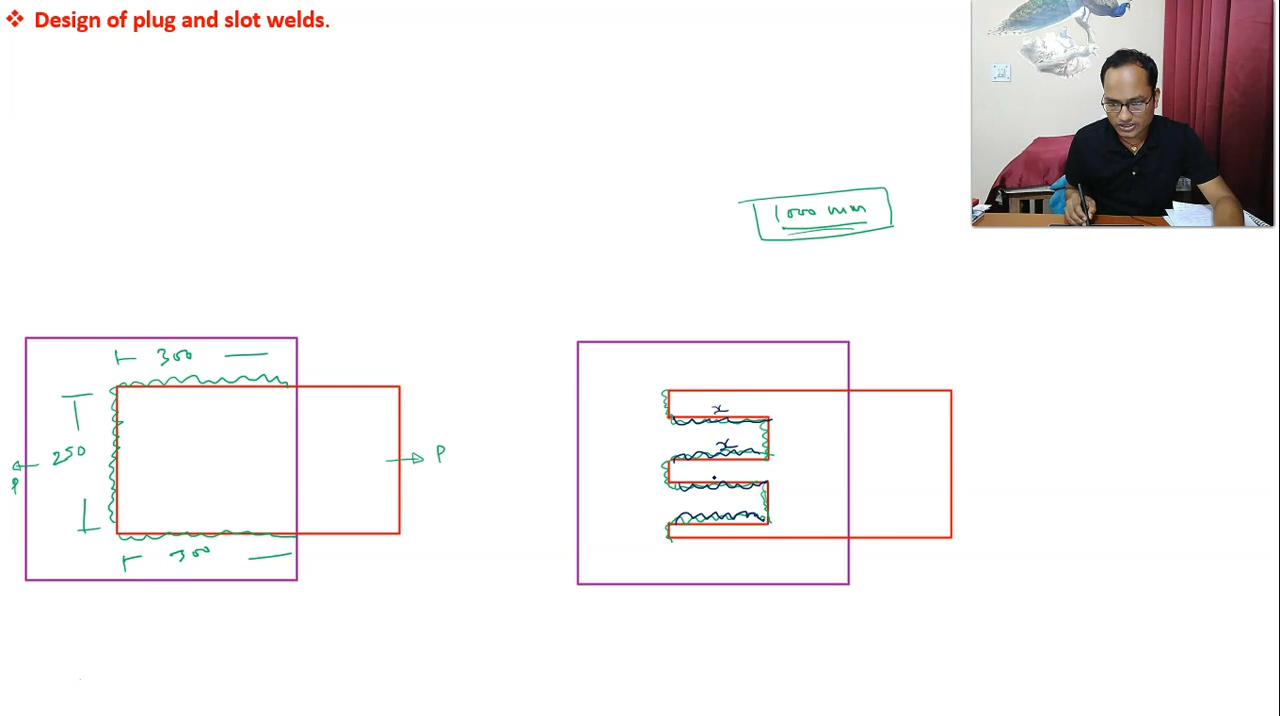 ❖ Design of plug and slot welds.
1000 mm
300
250
P
P
300
x
x